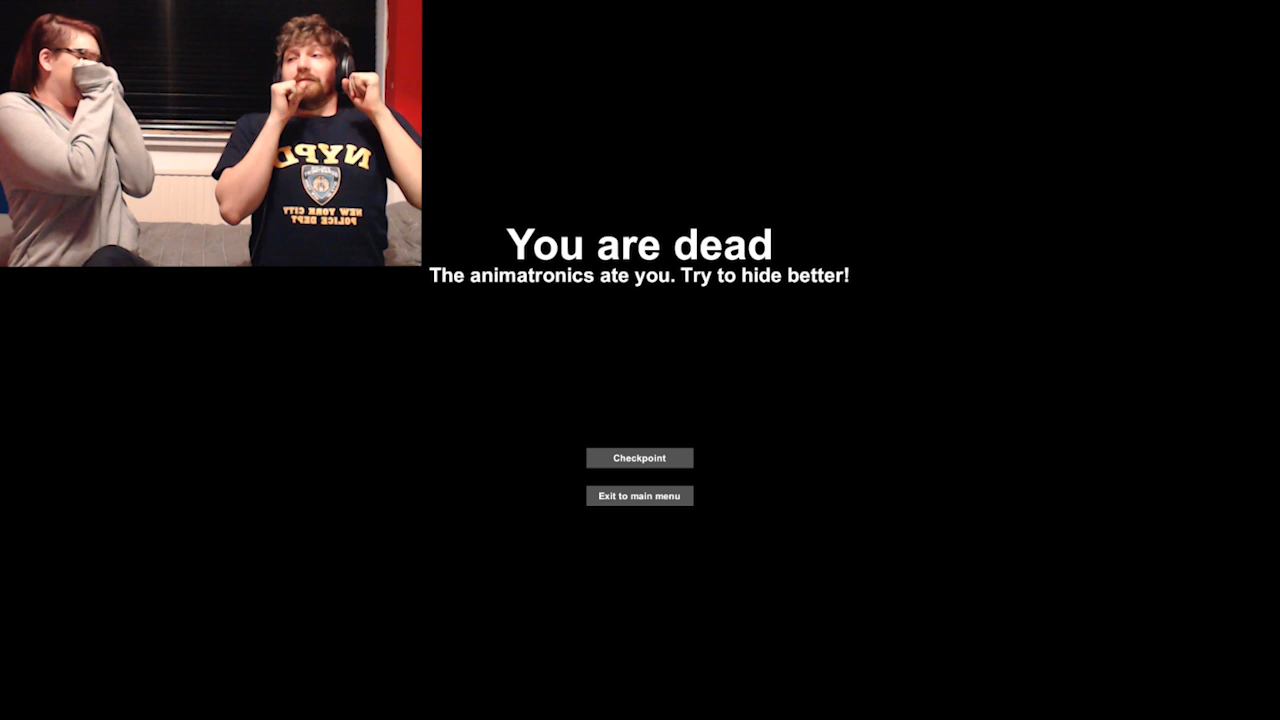 NYPD
NEW YORK CITY
POLICE DEPT
You are dead
The animatronics ate you. Try to hide better!
Checkpoint
Exit to main menu